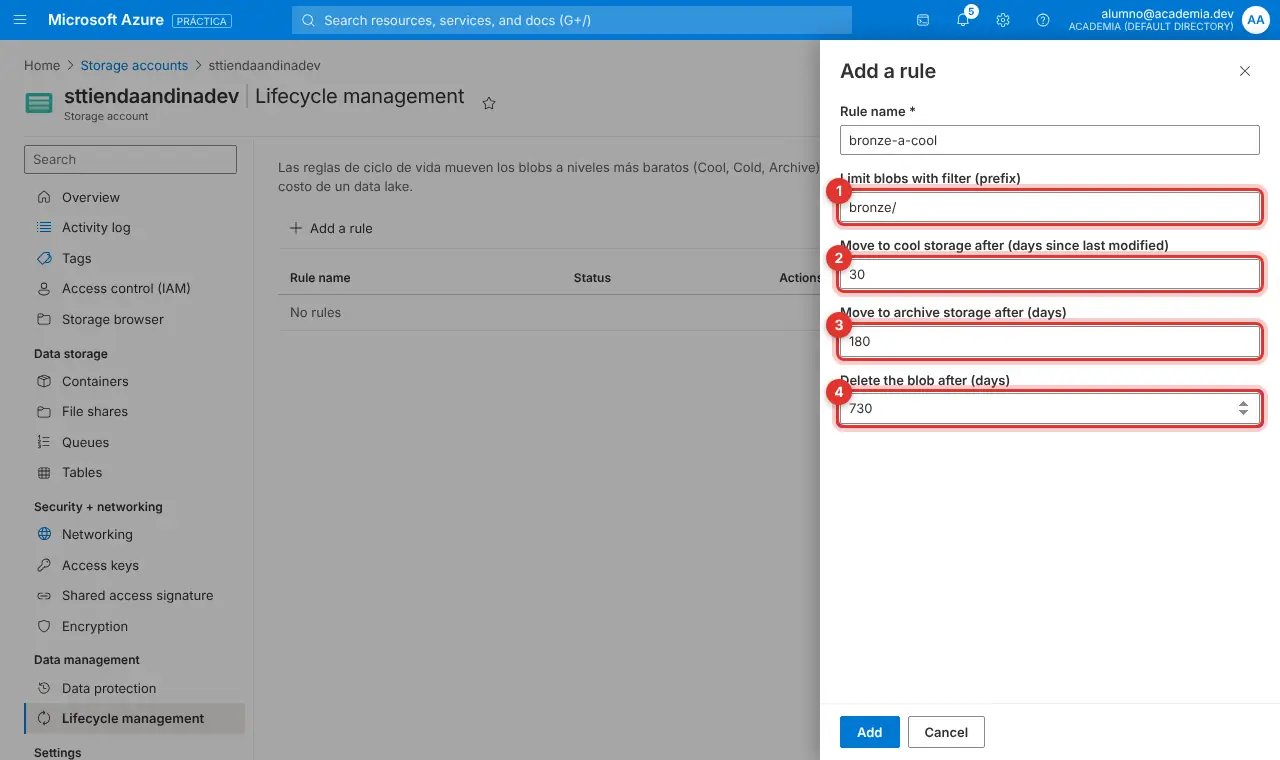 Microsoft Azure PRÁCTICA
Search resources, services, and docs (G+/)
5
alumno@academia.dev
ACADEMIA (DEFAULT DIRECTORY)
AA
Home > Storage accounts > sttiendaandinadev
sttiendaandinadev | Lifecycle management
Storage account
Search
Overview
Activity log
Tags
Access control (IAM)
Storage browser
Data storage
Containers
File shares
Queues
Tables
Security + networking
Networking
Access keys
Shared access signature
Encryption
Data management
Data protection
Lifecycle management
Settings
Las reglas de ciclo de vida mueven los blobs a niveles más baratos (Cool, Cold, Archive)
costo de un data lake.
Add a rule
Rule name Status Actions
No rules
Add a rule
Rule name *
bronze-a-cool
Limit blobs with filter (prefix)
1
bronze/
Move to cool storage after (days since last modified)
2
30
Move to archive storage after (days)
3
180
Delete the blob after (days)
4
730
Add Cancel